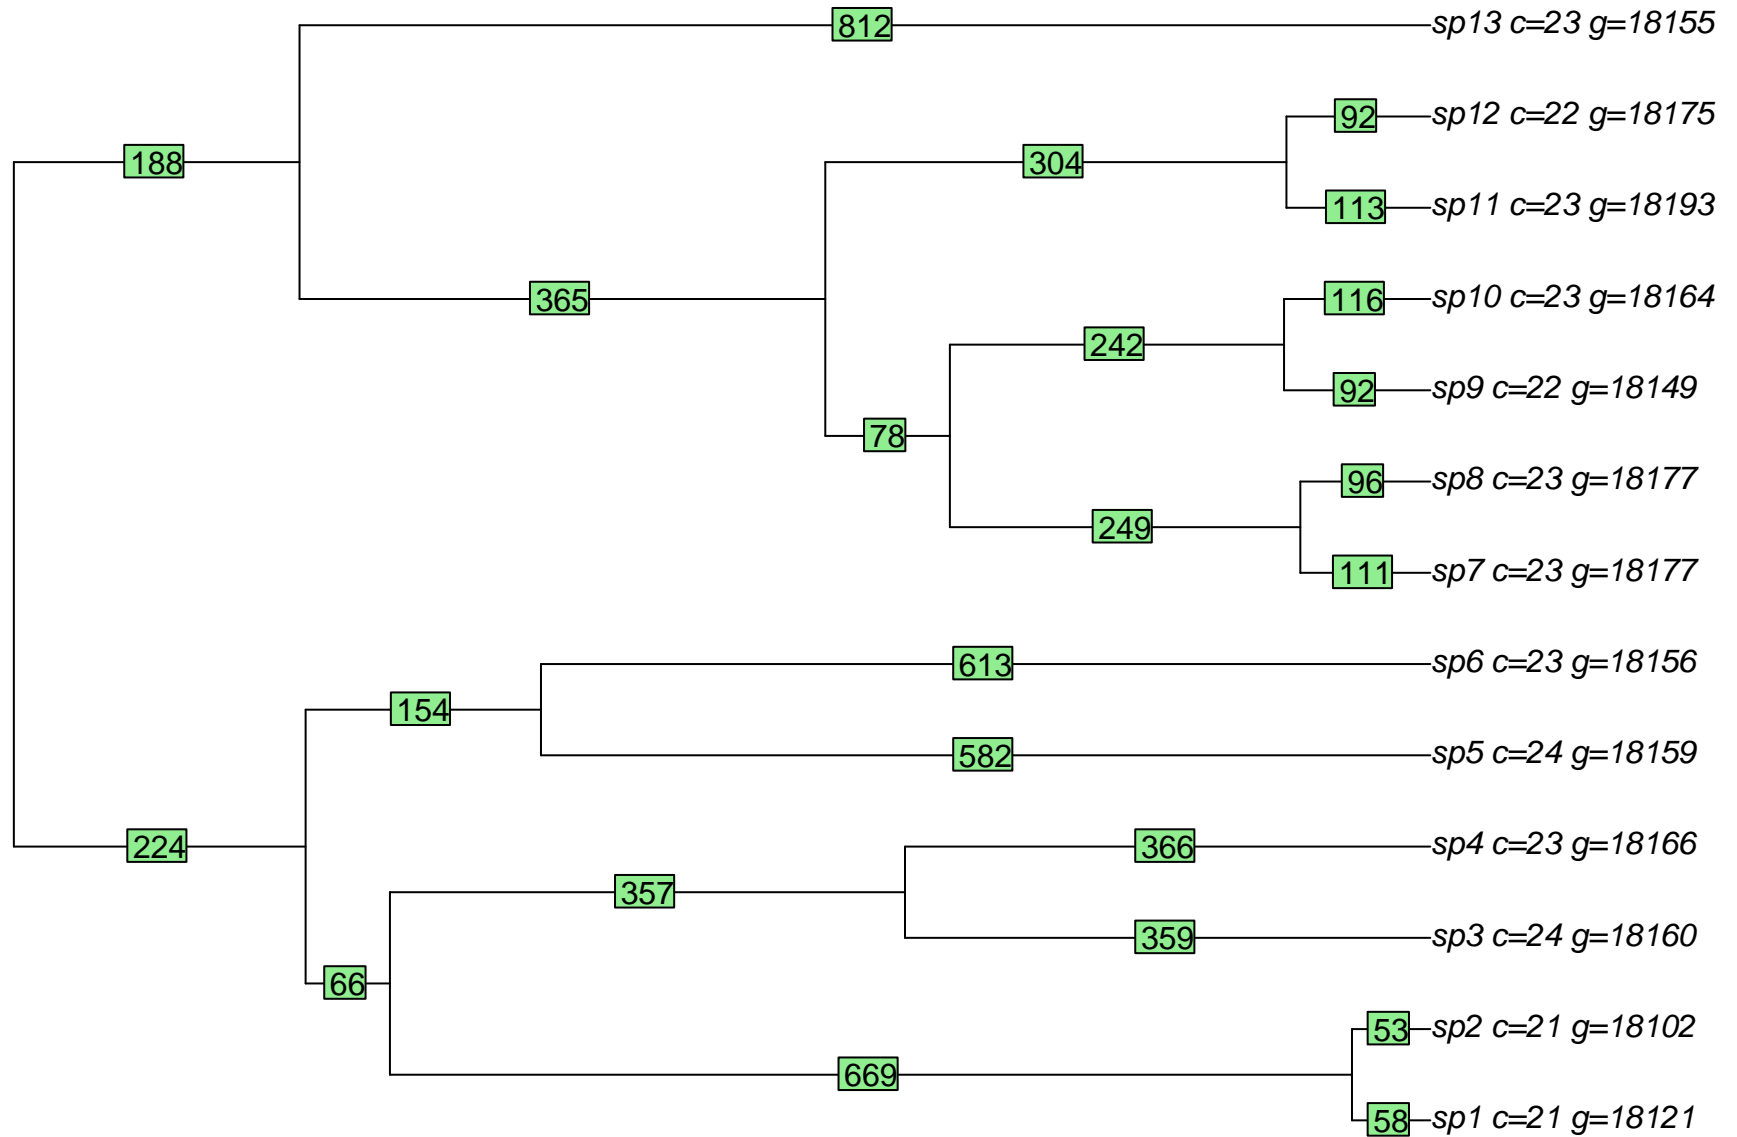 812 sp13 c=23 g=18155
92 sp12 c=22 g=18175
188 304
113 sp11 c=23 g=18193
365 116 sp10 c=23 g=18164
242
92 sp9 c=22 g=18149
78
96 sp8 c=23 g=18177
249
111 sp7 c=23 g=18177
613 sp6 c=23 g=18156
154
582 sp5 c=24 g=18159
224 366 sp4 c=23 g=18166
357
359 sp3 c=24 g=18160
66
53 sp2 c=21 g=18102
669
58 sp1 c=21 g=18121